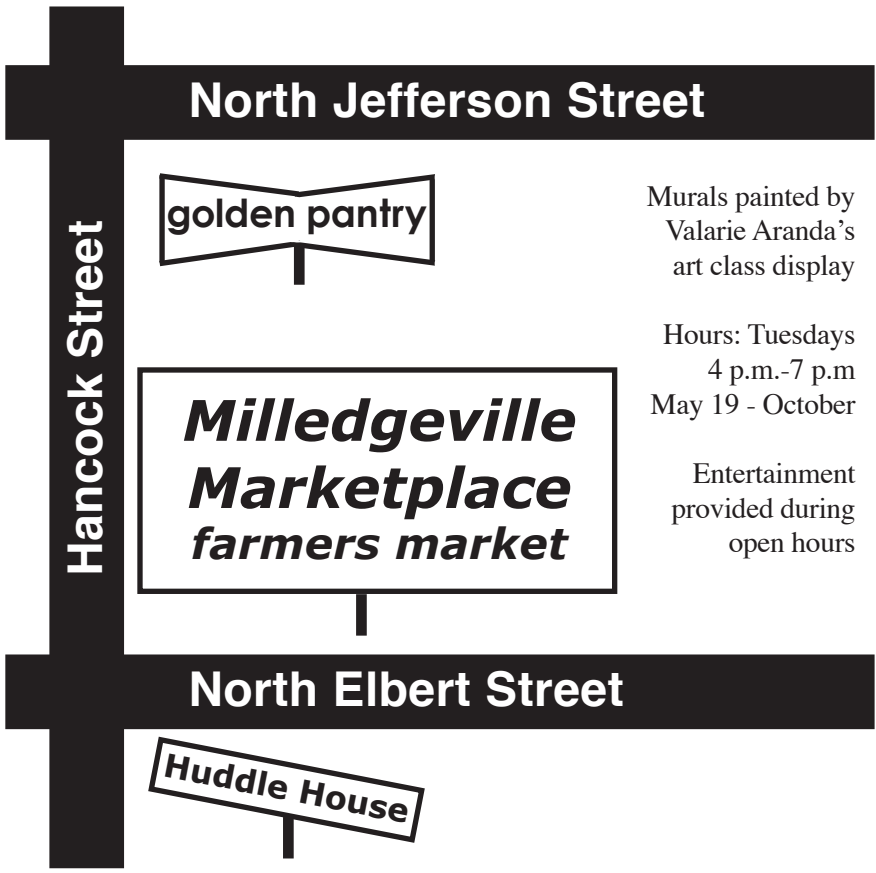 North Jefferson Street
Hancock Street
golden pantry
Murals painted by
Valarie Aranda’s
art class display
Hours: Tuesdays
4 p.m.-7 p.m
May 19 - October
Entertainment
provided during
open hours
Milledgeville
Marketplace
farmers market
North Elbert Street
Huddle House